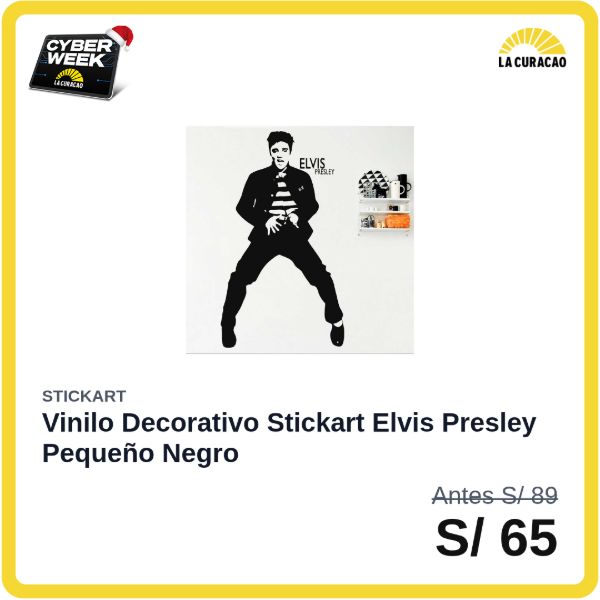 CYBER
WEEK
LA CURACAO
LA CURACAO
ELVIS
PRESLEY
STICKART
Vinilo Decorativo Stickart Elvis Presley
Pequeño Negro
Antes S/ 89
S/ 65